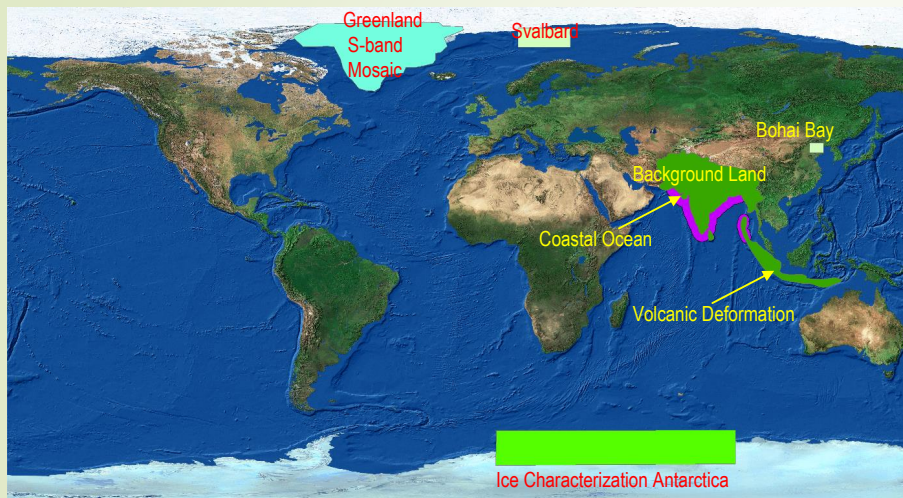 Greenland
S-band
Mosaic
Svalbard
Bohai Bay
Background Land
Coastal Ocean
Volcanic Deformation
Ice Characterization Antarctica